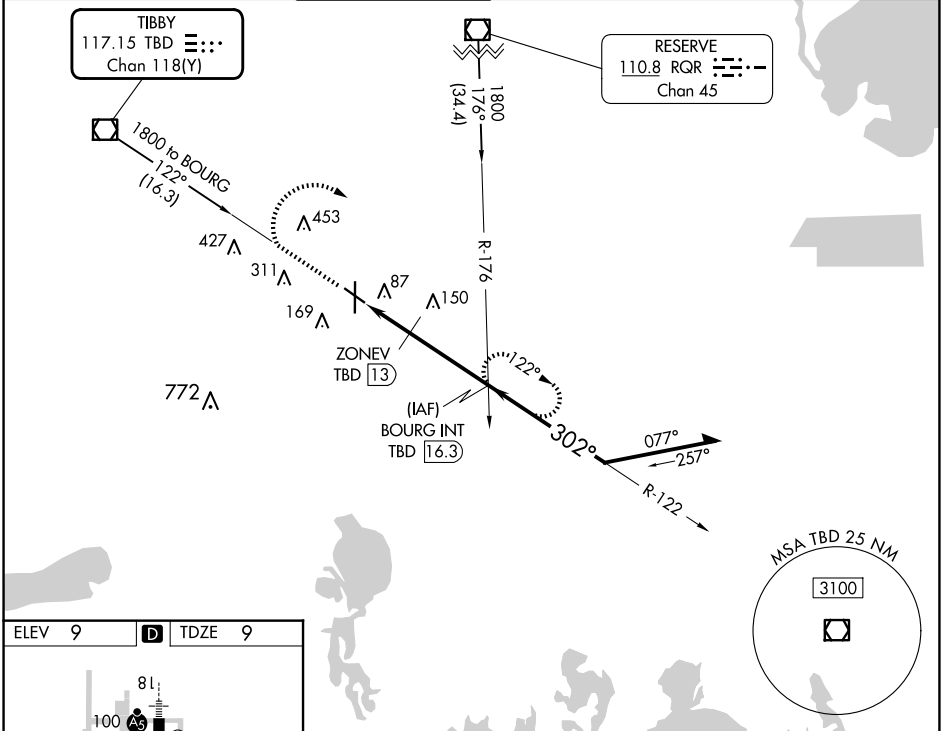 TIBBY
117.15 TBD
Chan 118(Y)
RESERVE
110.8 RQR
Chan 45
1800
176°
(34.4)
1800 to BOURG
122°
(16.3)
453
427
311
87
150
169
R-176
ZONEV
TBD 13
122°
772
(IAF)
BOURG INT
TBD 16.3
302°
077°
257°
R-122
MSA TBD 25 NM
3100
ELEV 9
D
TDZE 9
18
100
A5